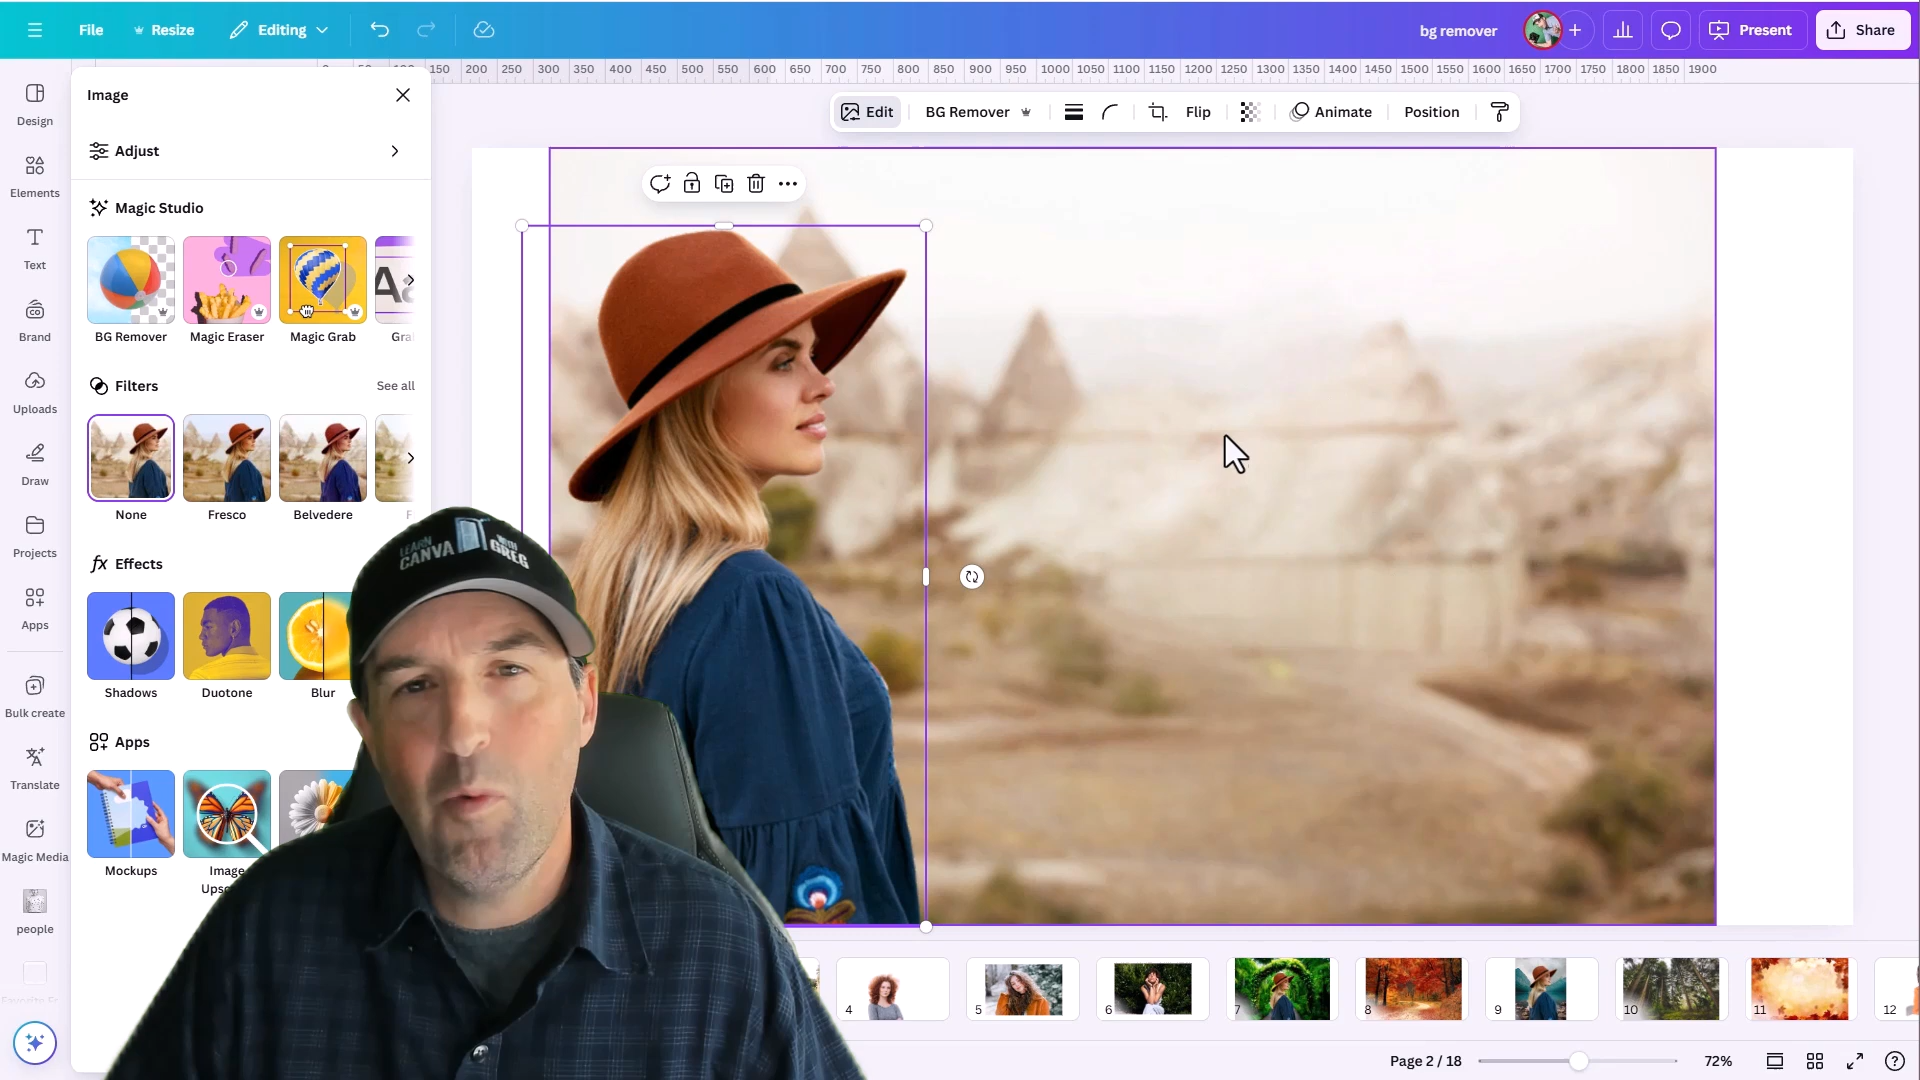 File
Resize
Editing
bg remover
Present
Share
150 200 250 300 350 400 450 500 550 600 650 700 750 800 850 900 950 1000 1050 1100 1150 1200 1250 1300 1350 1400 1450 1500 1550 1600 1650 1700 1750 1800 1850 1900
Image
Edit
BG Remover
Flip
Animate
Position
Design
Elements
Text
Brand
Uploads
Draw
Projects
Apps
Bulk create
Translate
Magic Media
people
Adjust
Magic Studio
BG Remover
Magic Eraser
Magic Grab
Gra
Filters
See all
None
Fresco
Belvedere
F
fx Effects
Shadows
Duotone
Blur
Apps
Mockups
Image
Upsc
LEARN
CANVA
WITH
GREG
4
5
6
7
8
9
10
11
12
Page 2 / 18
72%